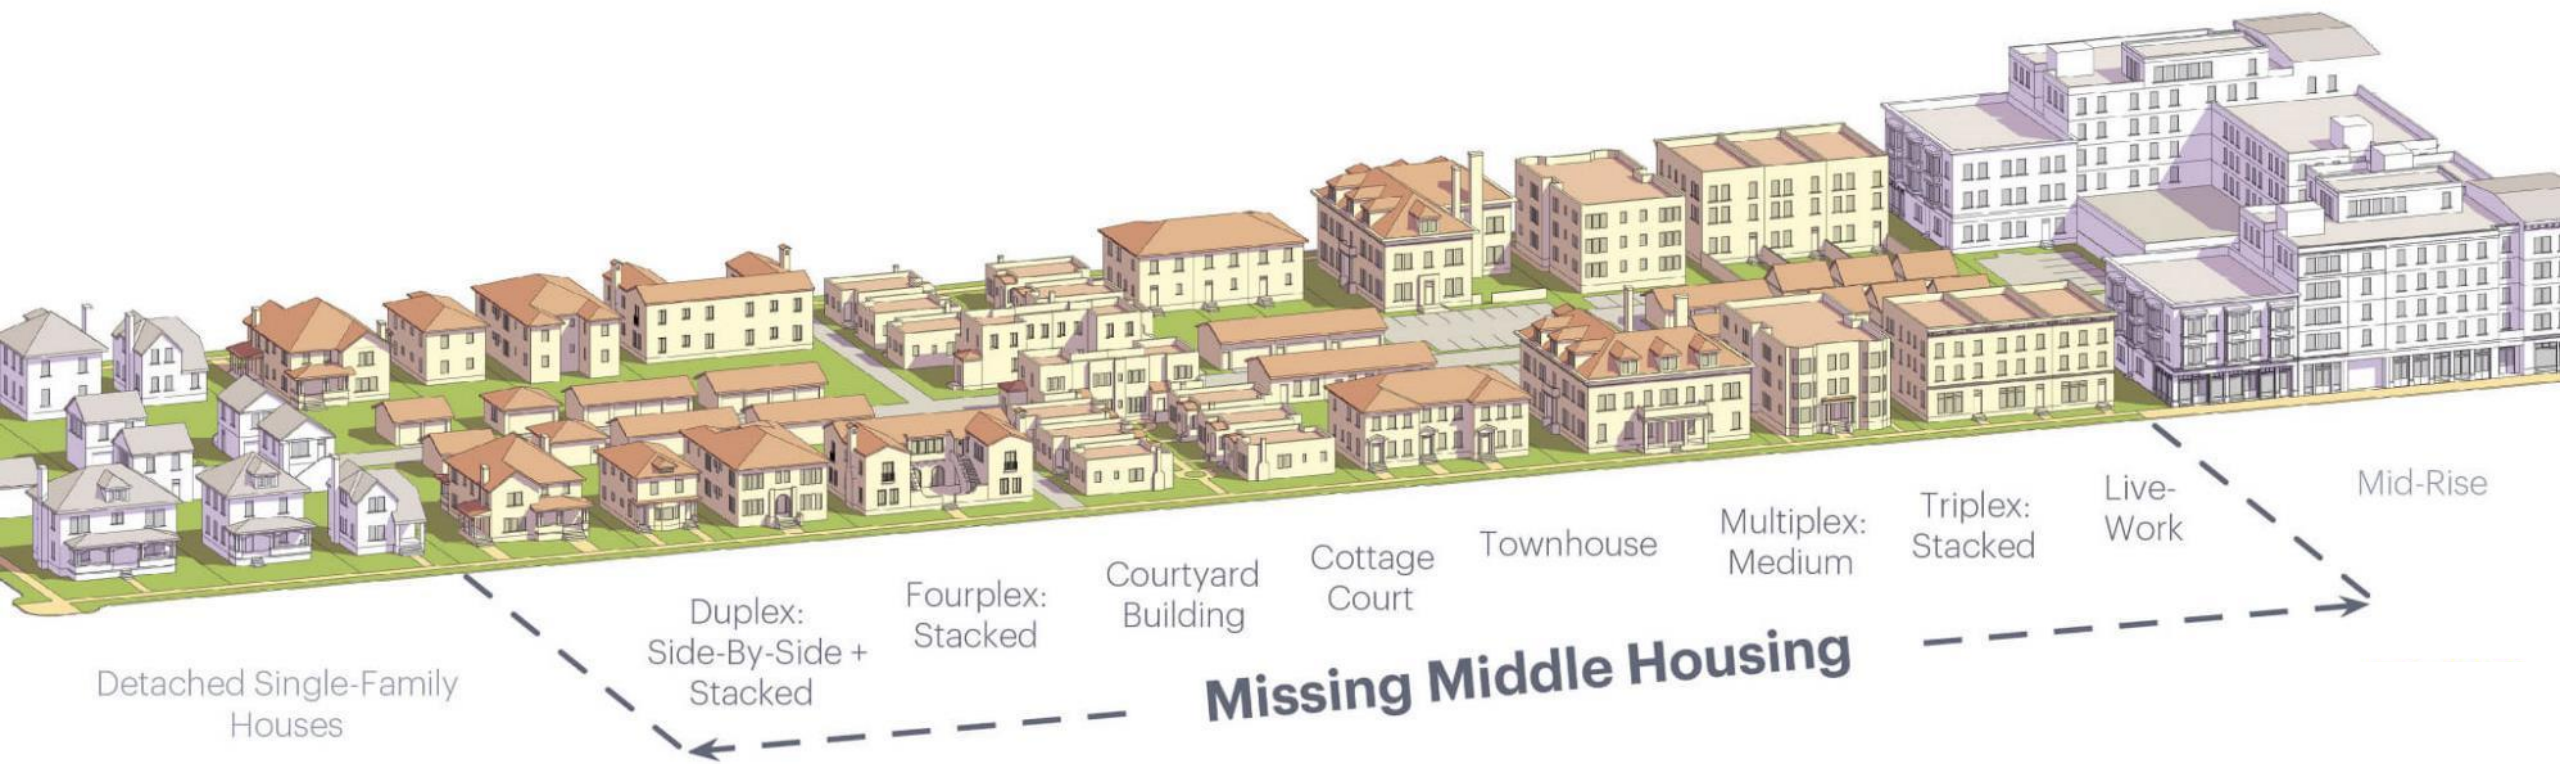 Detached Single-Family
Houses
Duplex:
Side-By-Side +
Stacked
Fourplex:
Stacked
Courtyard
Building
Cottage
Court
Townhouse
Multiplex:
Medium
Triplex:
Stacked
Live-
Work
Mid-Rise
Missing Middle Housing